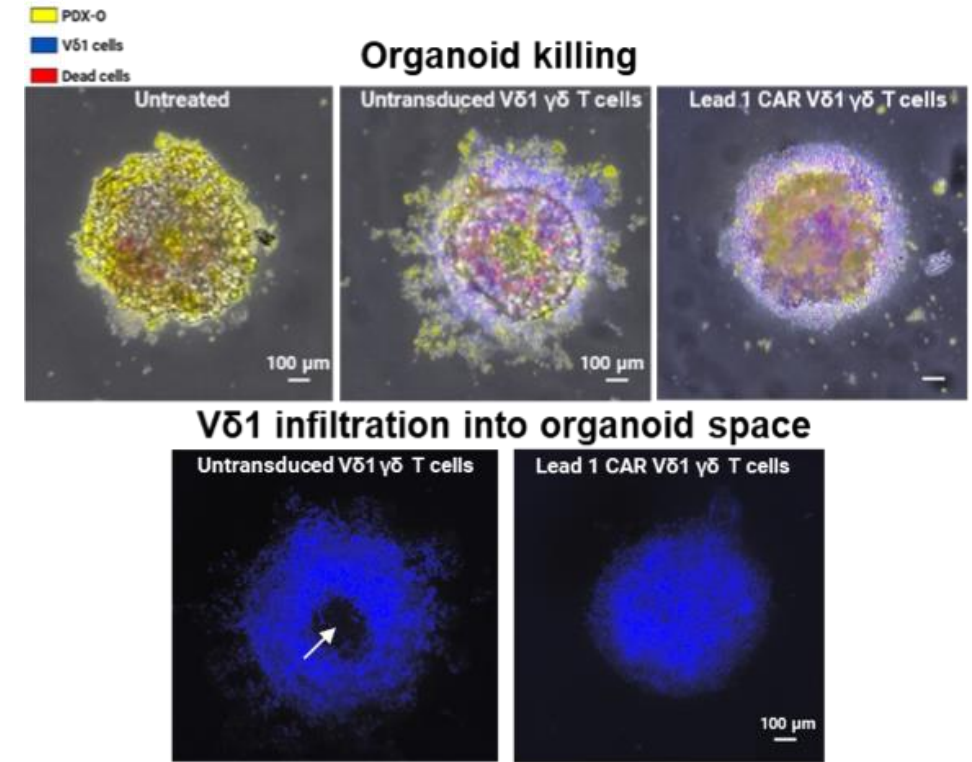 PDX-O
Vδ1 cells
Dead cells
Organoid killing
Untreated
Untransduced Vδ1 γδ T cells
Lead 1 CAR Vδ1 γδ T cells
100 µm
100 µm
Vδ1 infiltration into organoid space
Untransduced Vδ1 γδ T cells
Lead 1 CAR Vδ1 γδ T cells
100 µm